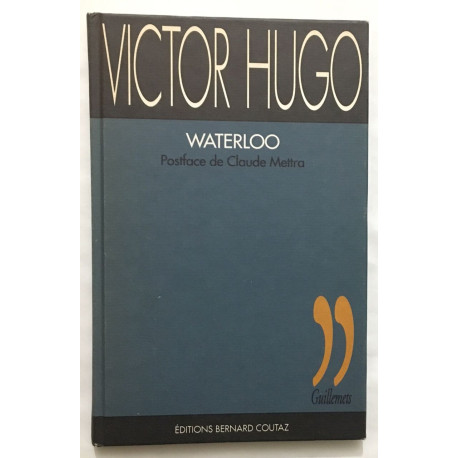 VICTOR HUGO
WATERLOO
Postface de Claude Mettra
Guillemets
ÉDITIONS BERNARD COUTAZ